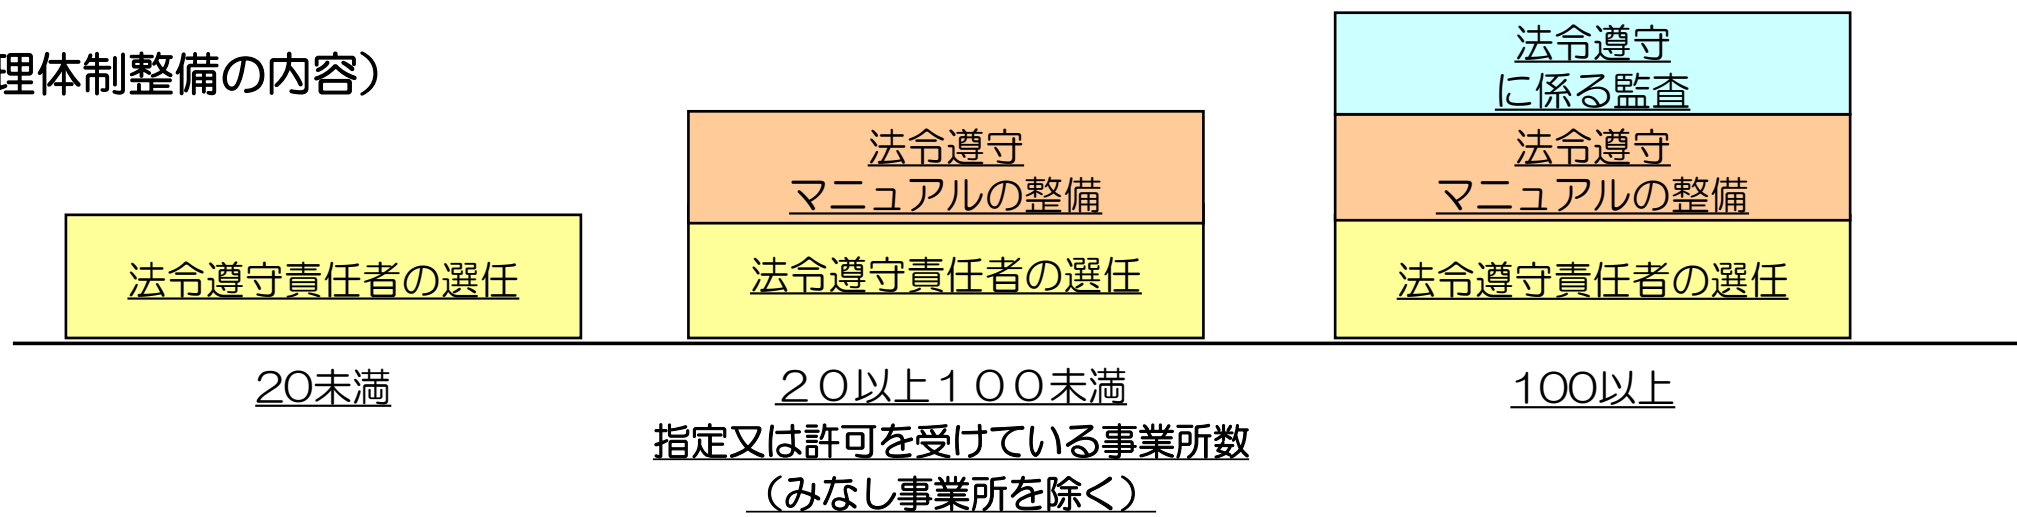 理体制整備の内容）
法令遵守
に係る監査
法令遵守
マニュアルの整備
法令遵守
マニュアルの整備
法令遵守責任者の選任
法令遵守責任者の選任
法令遵守責任者の選任
20未満
２０以上１００未満
100以上
指定又は許可を受けている事業所数
（みなし事業所を除く）